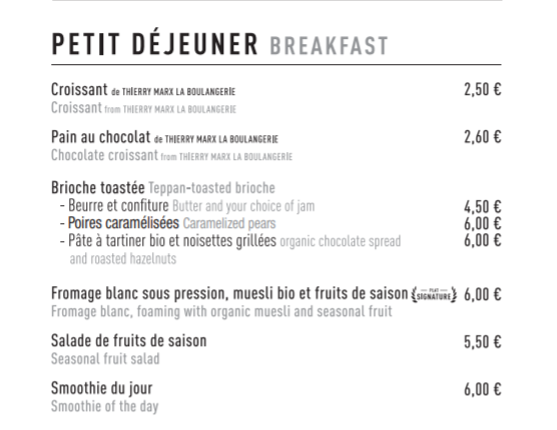 PETIT DÉJEUNER BREAKFAST
Croissant de THIERRY MARX LA BOULANGERIE 2,50 €
Croissant from THIERRY MARX LA BOULANGERIE
Pain au chocolat de THIERRY MARX LA BOULANGERIE 2,60 €
Chocolate croissant from THIERRY MARX LA BOULANGERIE
Brioche toastée Teppan-toasted brioche
- Beurre et confiture Butter and your choice of jam 4,50 €
- Poires caramélisées Caramelized pears 6,00 €
- Pâte à tartiner bio et noisettes grillées organic chocolate spread 6,00 €
and roasted hazelnuts
Fromage blanc sous pression, muesli bio et fruits de saison PLAT SIGNATURE 6,00 €
Fromage blanc, foaming with organic muesli and seasonal fruit
Salade de fruits de saison 5,50 €
Seasonal fruit salad
Smoothie du jour 6,00 €
Smoothie of the day